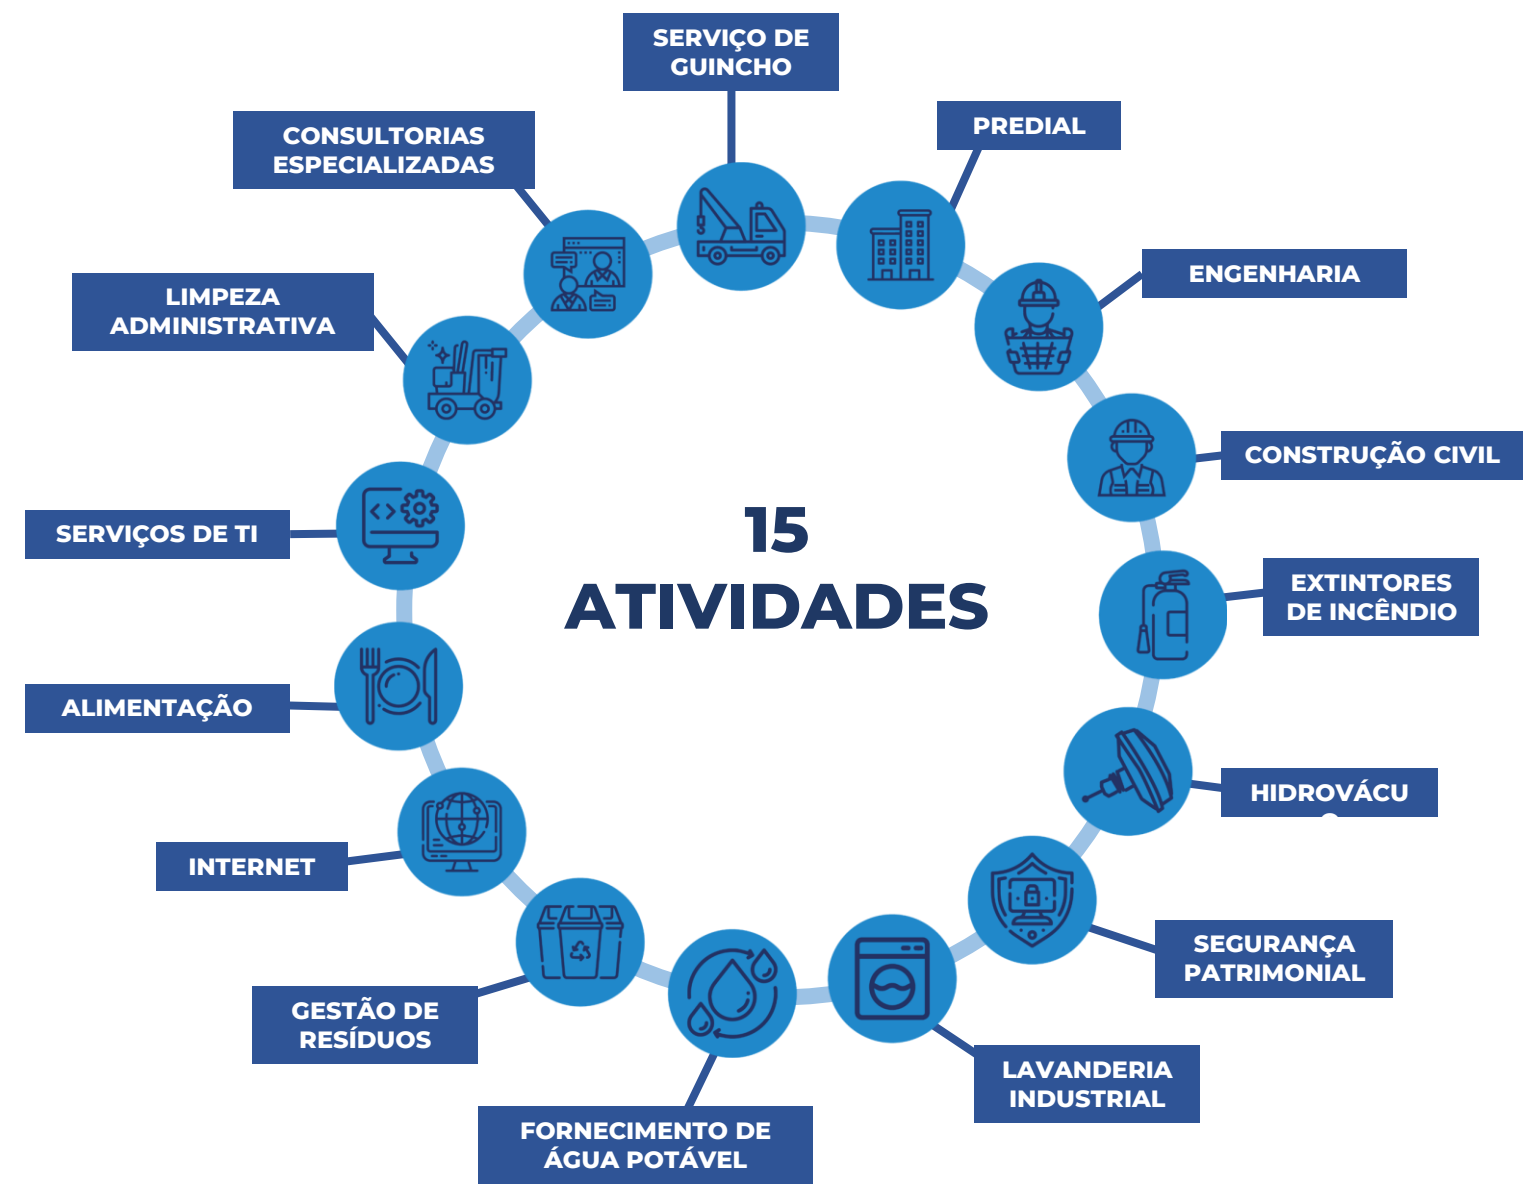 SERVIÇO DE
GUINCHO
PREDIAL
CONSULTORIAS
ESPECIALIZADAS
ENGENHARIA
LIMPEZA
ADMINISTRATIVA
CONSTRUÇÃO CIVIL
15
ATIVIDADES
SERVIÇOS DE TI
EXTINTORES
DE INCÊNDIO
ALIMENTAÇÃO
HIDROVÁCU
INTERNET
SEGURANÇA
PATRIMONIAL
GESTÃO DE
RESÍDUOS
LAVANDERIA
INDUSTRIAL
FORNECIMENTO DE
ÁGUA POTÁVEL